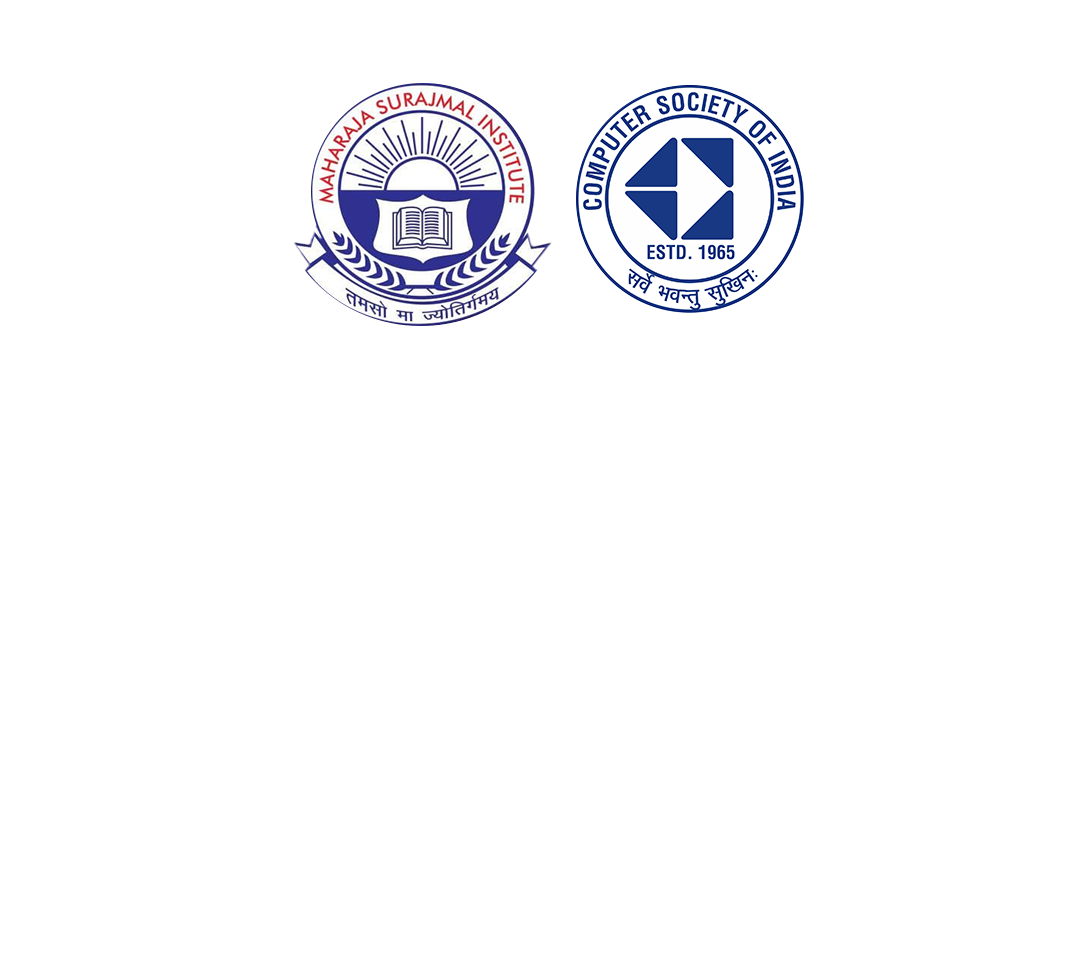 MAHARAJA SURAJMAL INSTITUTE
तमसो मा ज्योतिर्गमय
COMPUTER SOCIETY OF INDIA
ESTD. 1965
सर्वे भवन्तु सुखिनः